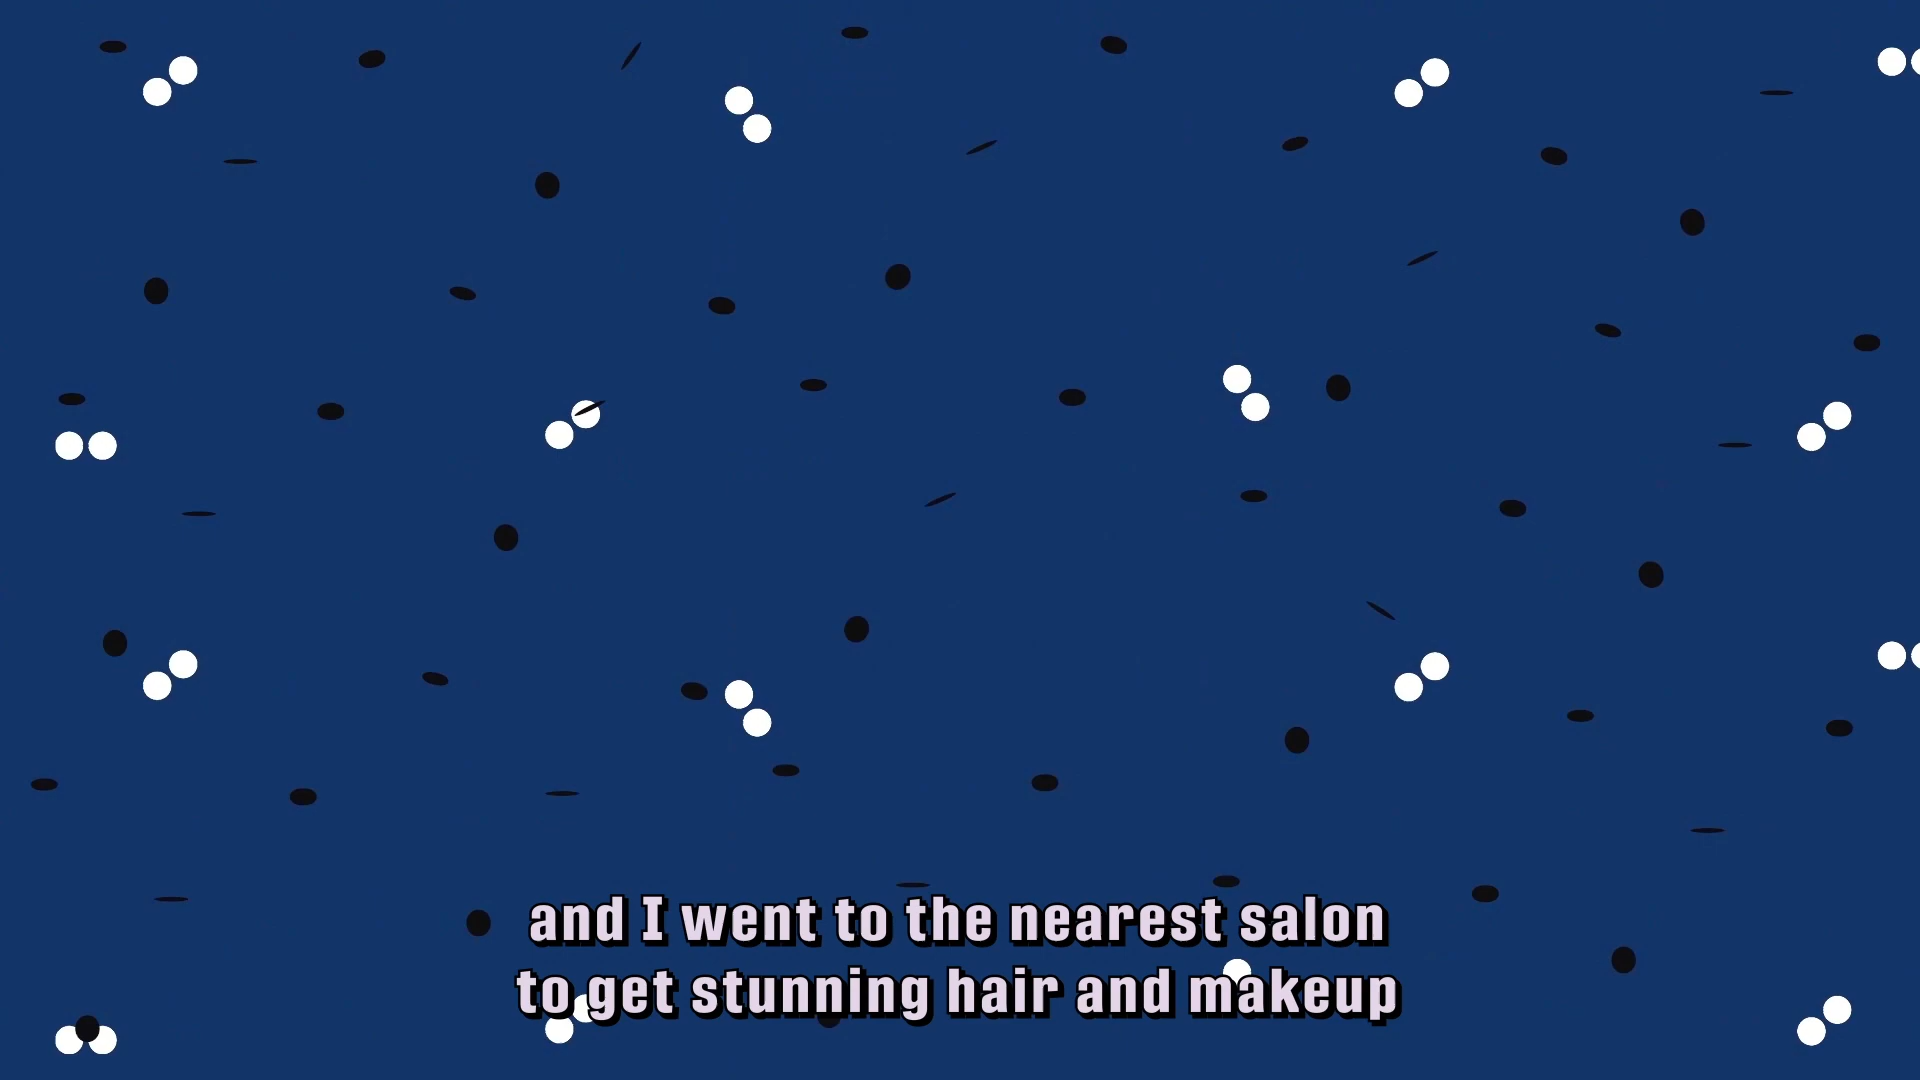 and I went to the nearest salon
to get stunning hair and makeup